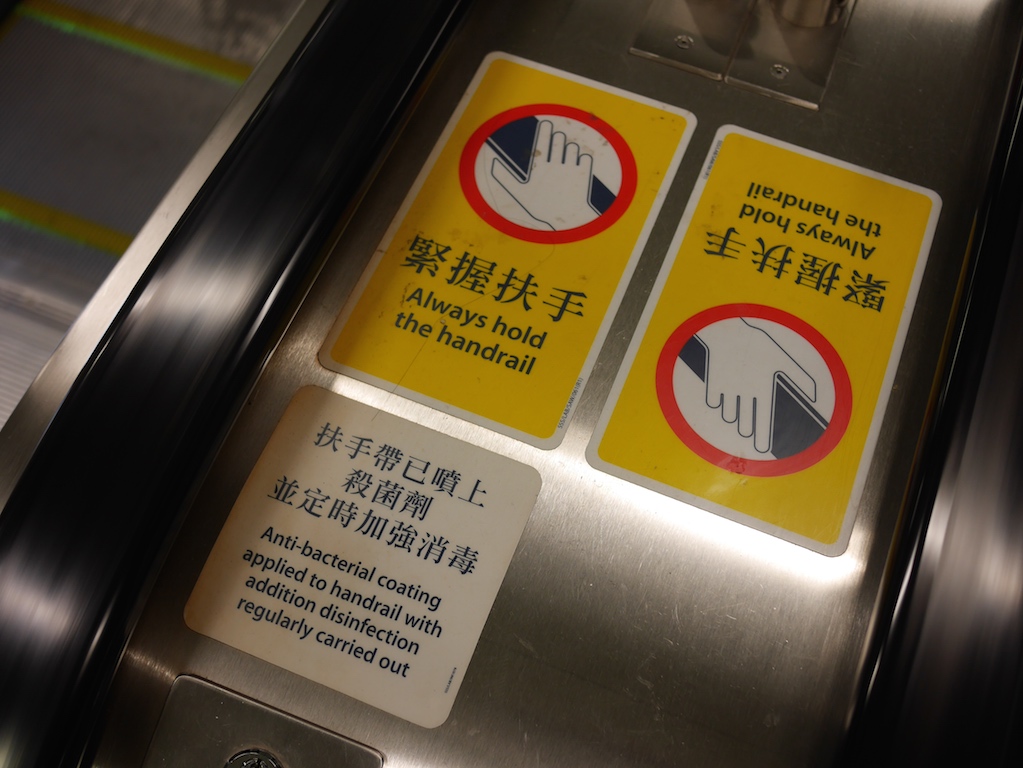 緊握扶手
Always hold
the handrail
緊握扶手
Always hold
the handrail
扶手帶已噴上
殺菌劑
並定時加強消毒
Anti-bacterial coating
applied to handrail with
addition disinfection
regularly carried out